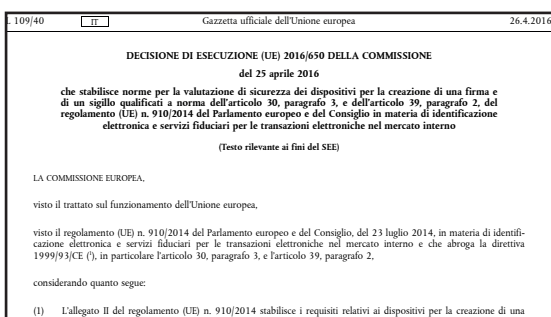 L 109/40 IT Gazzetta ufficiale dell'Unione europea 26.4.2016
DECISIONE DI ESECUZIONE (UE) 2016/650 DELLA COMMISSIONE
del 25 aprile 2016
che stabilisce norme per la valutazione di sicurezza dei dispositivi per la creazione di una firma e
di un sigillo qualificati a norma dell'articolo 30, paragrafo 3, e dell'articolo 39, paragrafo 2, del
regolamento (UE) n. 910/2014 del Parlamento europeo e del Consiglio in materia di identificazione
elettronica e servizi fiduciari per le transazioni elettroniche nel mercato interno
(Testo rilevante ai fini del SEE)
LA COMMISSIONE EUROPEA,
visto il trattato sul funzionamento dell'Unione europea,
visto il regolamento (UE) n. 910/2014 del Parlamento europeo e del Consiglio, del 23 luglio 2014, in materia di identifi-
cazione elettronica e servizi fiduciari per le transazioni elettroniche nel mercato interno e che abroga la direttiva
1999/93/CE (¹), in particolare l'articolo 30, paragrafo 3, e l'articolo 39, paragrafo 2,
considerando quanto segue:
(1) L'allegato II del regolamento (UE) n. 910/2014 stabilisce i requisiti relativi ai dispositivi per la creazione di una